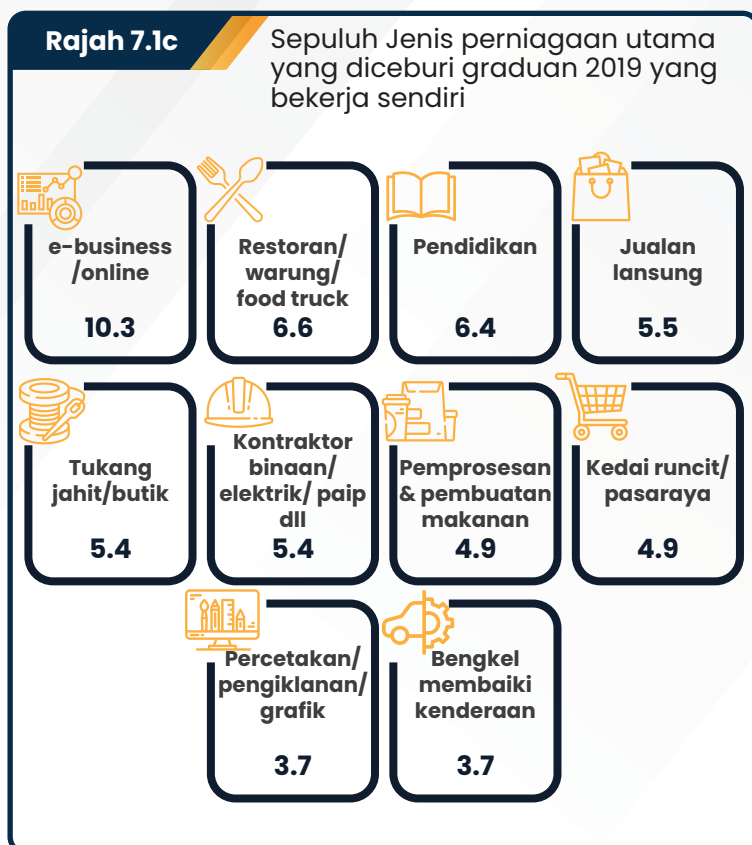 Rajah 7.1c
Sepuluh Jenis perniagaan utama
yang diceburi graduan 2019 yang
bekerja sendiri
e-business
/online
10.3
Restoran/
warung/
food truck
6.6
Pendidikan
6.4
Jualan
lansung
5.5
Tukang
jahit/butik
5.4
Kontraktor
binaan/
elektrik/ paip
dll
5.4
Pemprosesan
& pembuatan
makanan
4.9
Kedai runcit/
pasaraya
4.9
Percetakan/
pengiklanan/
grafik
3.7
Bengkel
membaiki
kenderaan
3.7